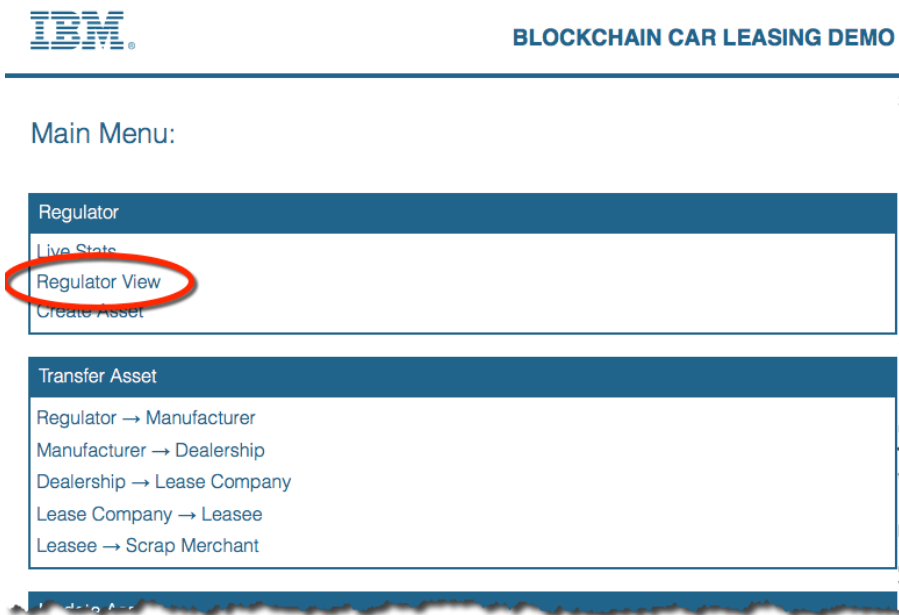 IBM®
BLOCKCHAIN CAR LEASING DEMO
Main Menu:
Regulator
Live Stats
Regulator View
Create Asset
Transfer Asset
Regulator → Manufacturer
Manufacturer → Dealership
Dealership → Lease Company
Lease Company → Leasee
Leasee → Scrap Merchant